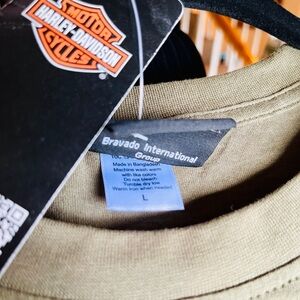 MOTOR
HARLEY-DAVIDSON
CYCLES
Bravado International
Group
Made in Bangladesh
Machine wash warm
with like colors
Do not bleach
Tumble dry low
Warm iron when needed
L